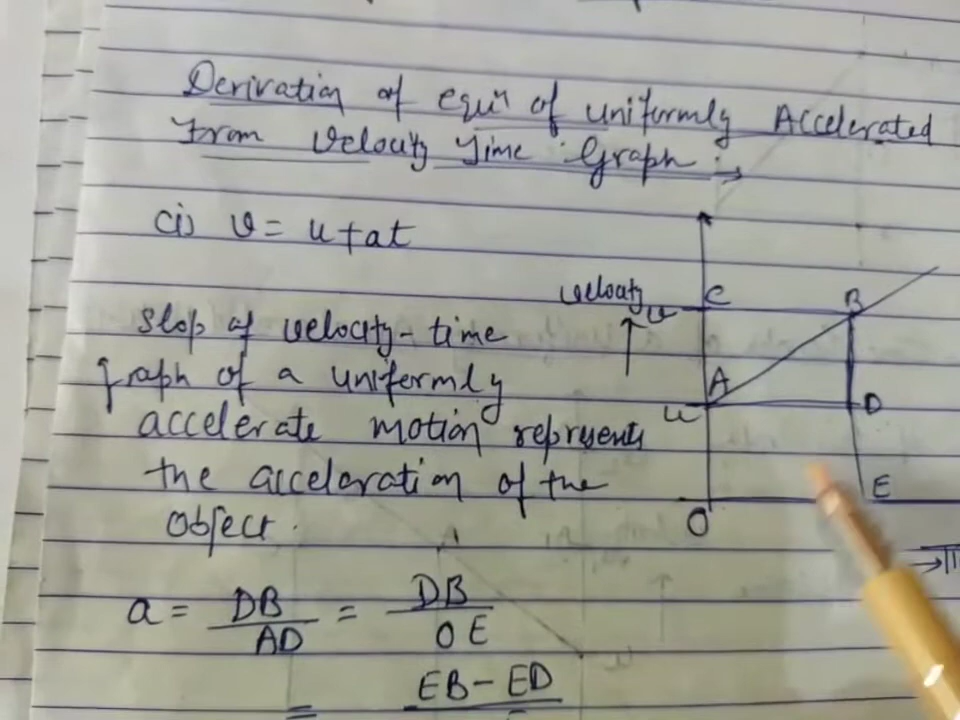 Derivation of equn of uniformly Accelerated
From Velocity Time Graph :→
(i) v = u + at
Velocity
v
C
B
Slop of velocity-time
graph of a uniformly
A
u
D
accelerate motion represents
the acceleration of the
E
object.
O
a = DB/AD = DB/OE
= EB - ED